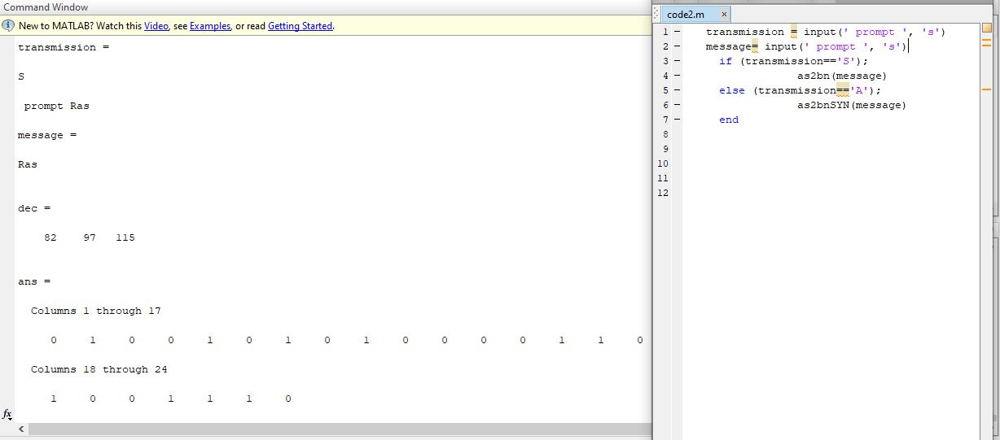 Command Window
New to MATLAB? Watch this Video, see Examples, or read Getting Started.
transmission =
S
prompt Ras
message =
Ras
dec =
82 97 115
ans =
Columns 1 through 17
0 1 0 0 1 0 1 0 1 0 0 0 0 1 1 0
Columns 18 through 24
1 0 0 1 1 1 0
fx
code2.m ×
1 - transmission = input(' prompt ', 's')
2 - message= input(' prompt ', 's')
3 - if (transmission=='S');
4 - as2bn(message)
5 - else (transmission=='A');
6 - as2bnSYN(message)
7 - end
8
9
10
11
12